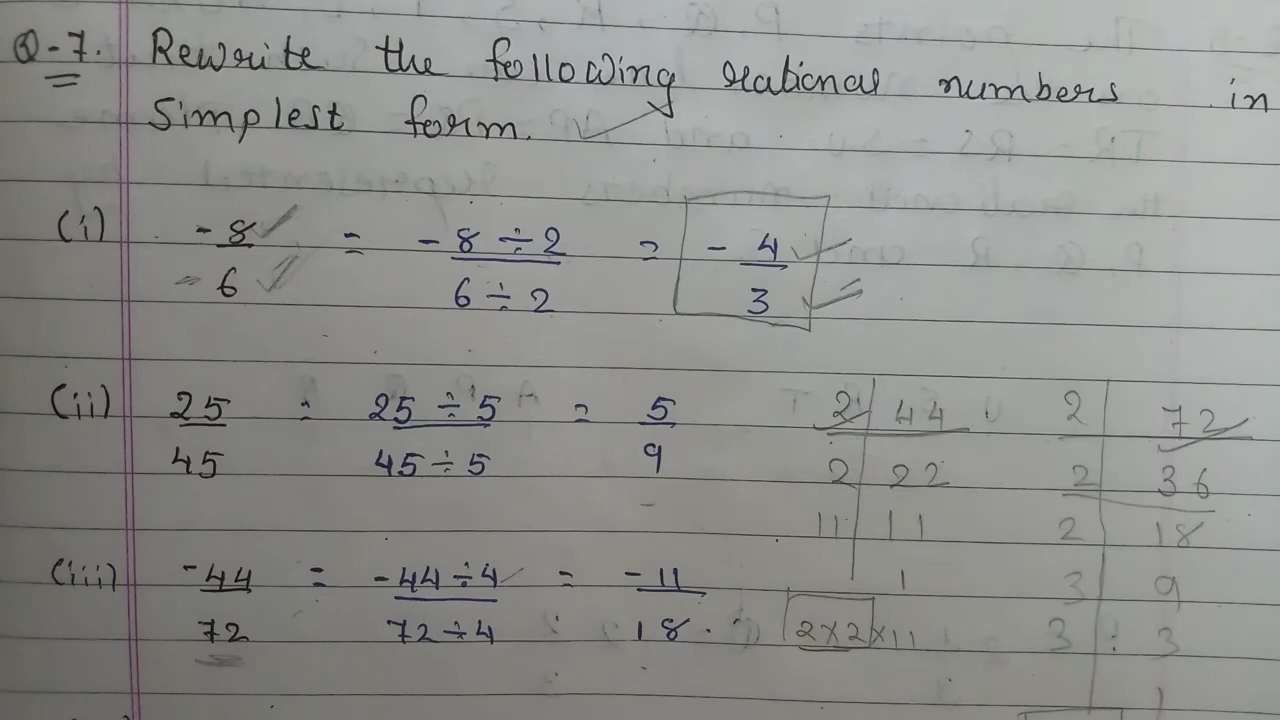 Q-7. Rewrite the following rational numbers in
Simplest form.
(i) -8/6 = -8÷2/6÷2 = -4/3
(ii) 25/45 = 25÷5/45÷5 = 5/9
(iii) -44/72 = -44÷4/72÷4 = -11/18.
2 | 44
2 | 22
11 | 11
1
2×2×11
2 | 72
2 | 36
2 | 18
3 | 9
3 | 3
1